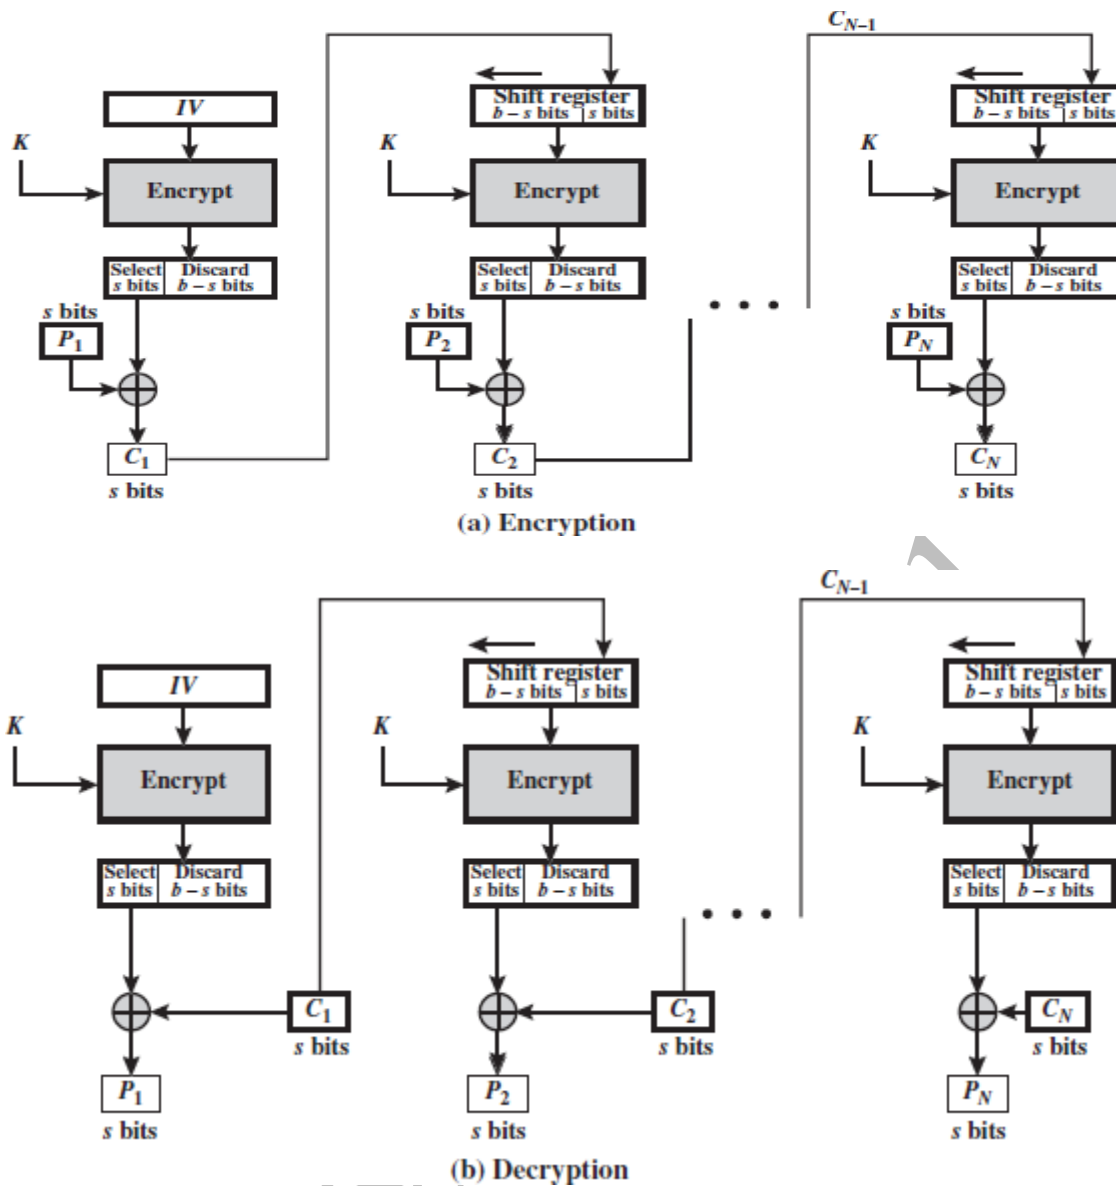 C_{N-1}
IV
Shift register
b – s bits | s bits
Shift register
b – s bits | s bits
K
K
K
Encrypt
Encrypt
Encrypt
Select Discard
s bits b – s bits
Select Discard
s bits b – s bits
Select Discard
s bits b – s bits
s bits
s bits
s bits
P_1
P_2
• • •
P_N
C_1
C_2
C_N
s bits
s bits
s bits
(a) Encryption
C_{N-1}
IV
Shift register
b – s bits | s bits
Shift register
b – s bits | s bits
K
K
K
Encrypt
Encrypt
Encrypt
Select Discard
s bits b – s bits
Select Discard
s bits b – s bits
Select Discard
s bits b – s bits
• • •
C_1
C_2
C_N
s bits
s bits
s bits
P_1
P_2
P_N
s bits
s bits
s bits
(b) Decryption